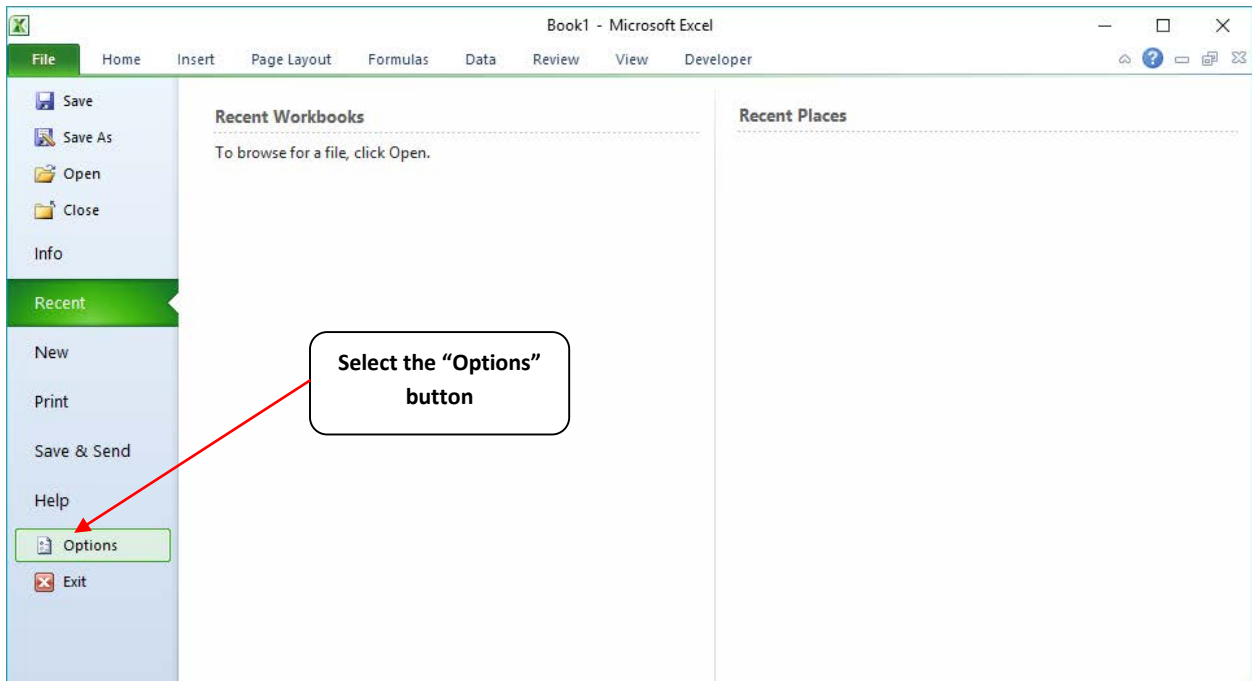 Book1 - Microsoft Excel
File Home Insert Page Layout Formulas Data Review View Developer
Save
Save As
Open
Close
Info
Recent
New
Print
Save & Send
Help
Options
Exit
Recent Workbooks
To browse for a file, click Open.
Recent Places
Select the “Options”
button